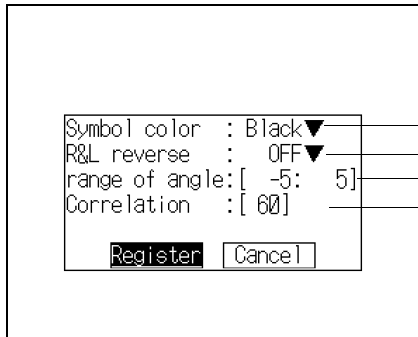 Symbol color : Black▼
R&L reverse : OFF▼
range of angle:[ -5: 5]
Correlation :[ 60]
Register Cancel